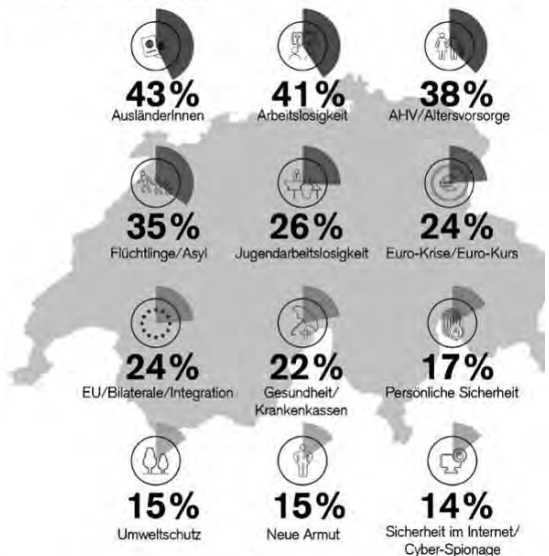 43% 41% 38%
AusländerInnen Arbeitslosigkeit AHV/Altersvorsorge
35% 26% 24%
Flüchtlinge/Asyl Jugendarbeitslosigkeit Euro-Krise/Euro-Kurs
24% 22% 17%
EU/Bilaterale/Integration Gesundheit/ Persönliche Sicherheit
Krankenkassen
15% 15% 14%
Umweltschutz Neue Armut Sicherheit im Internet/
Cyber-Spionage